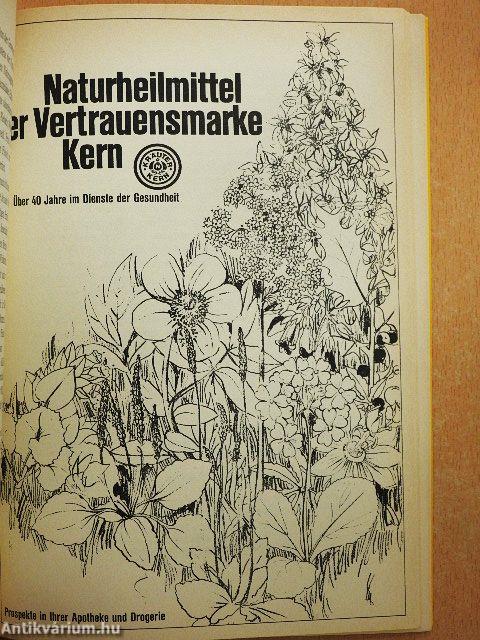 Naturheilmittel
er Vertrauensmarke
Kern
KRÄUTER
KERN
Über 40 Jahre im Dienste der Gesundheit
Prospekte in Ihrer Apotheke und Drogerie
Antikvárium.hu